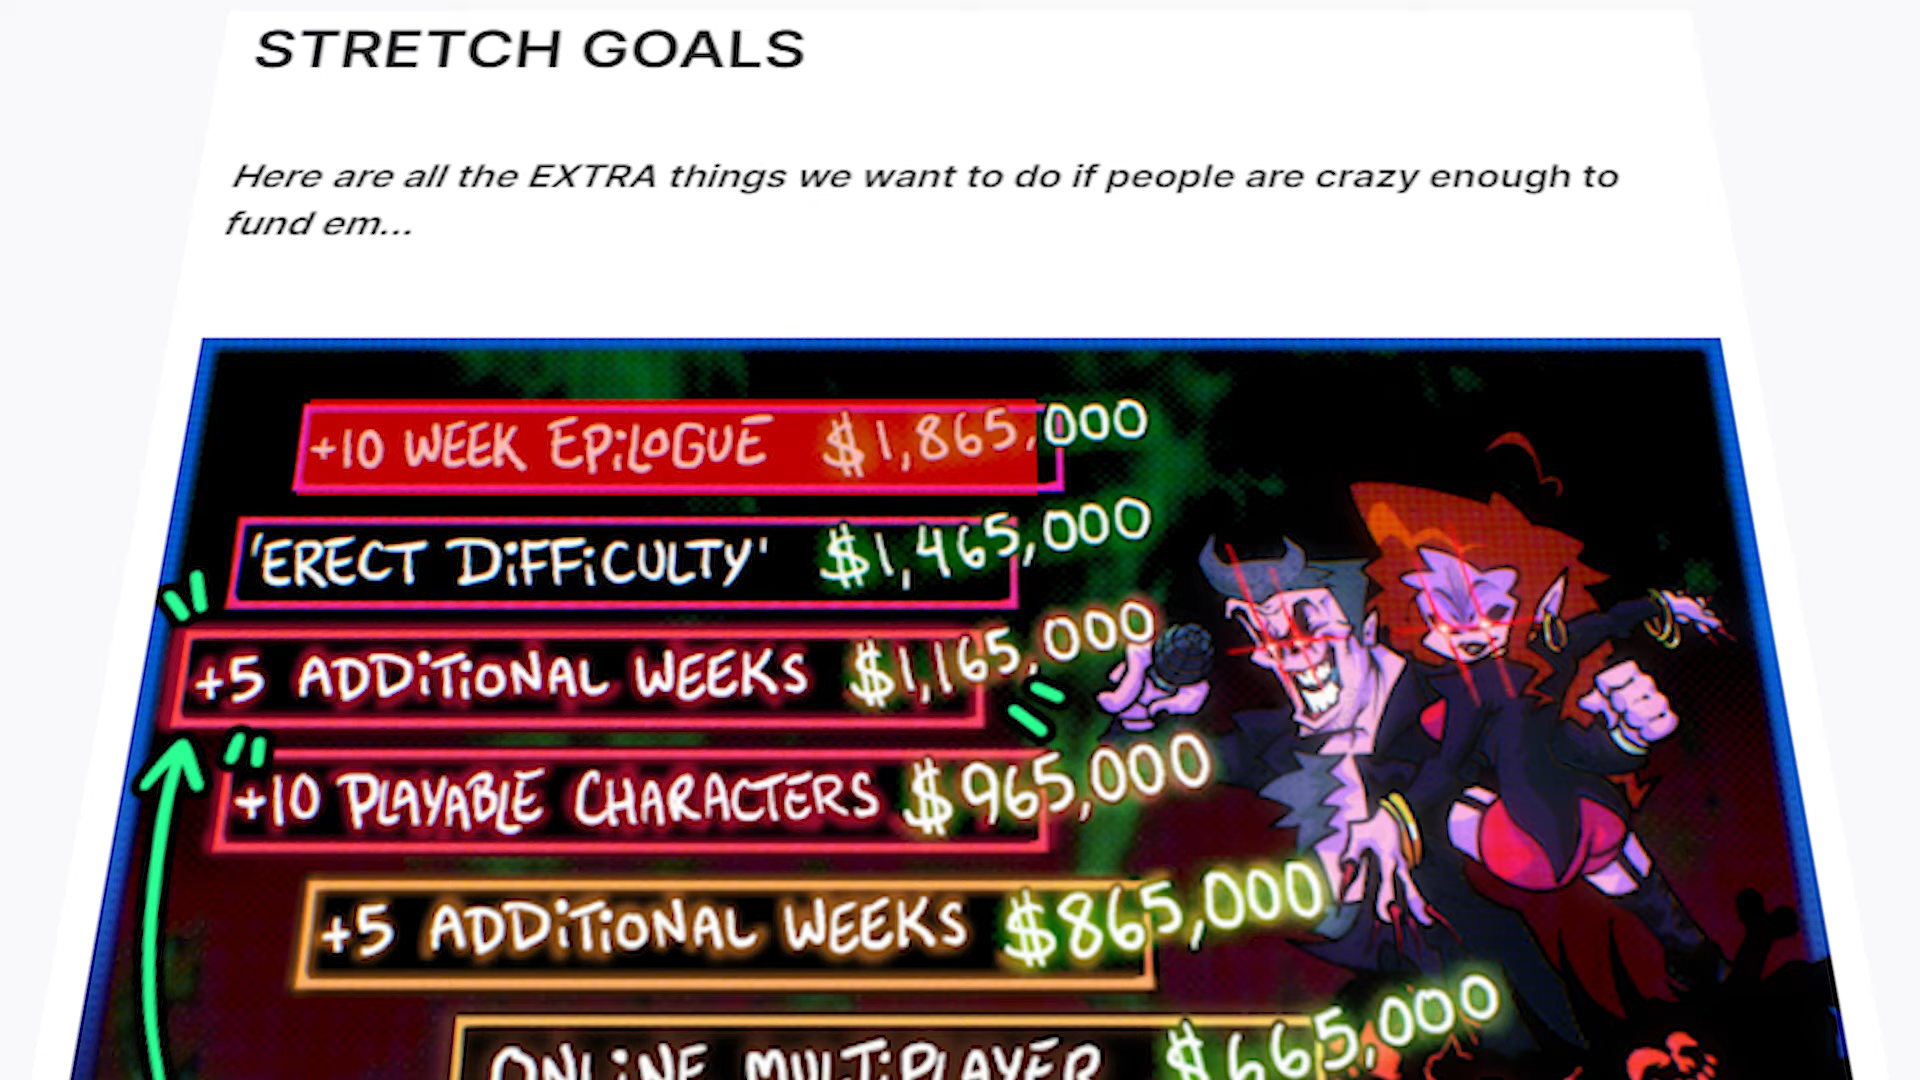 STRETCH GOALS
Here are all the EXTRA things we want to do if people are crazy enough to
fund em...
+10 WEEK EPiLOGUE $1,865,000
'ERECT DiFFiCULTY' $1,465,000
+5 ADDiTiONAL WEEKS $1,165,000
+10 PLAYABLE CHARACTERS $965,000
+5 ADDiTiONAL WEEKS $865,000
ONLiNE MULTiPLAYER $665,000